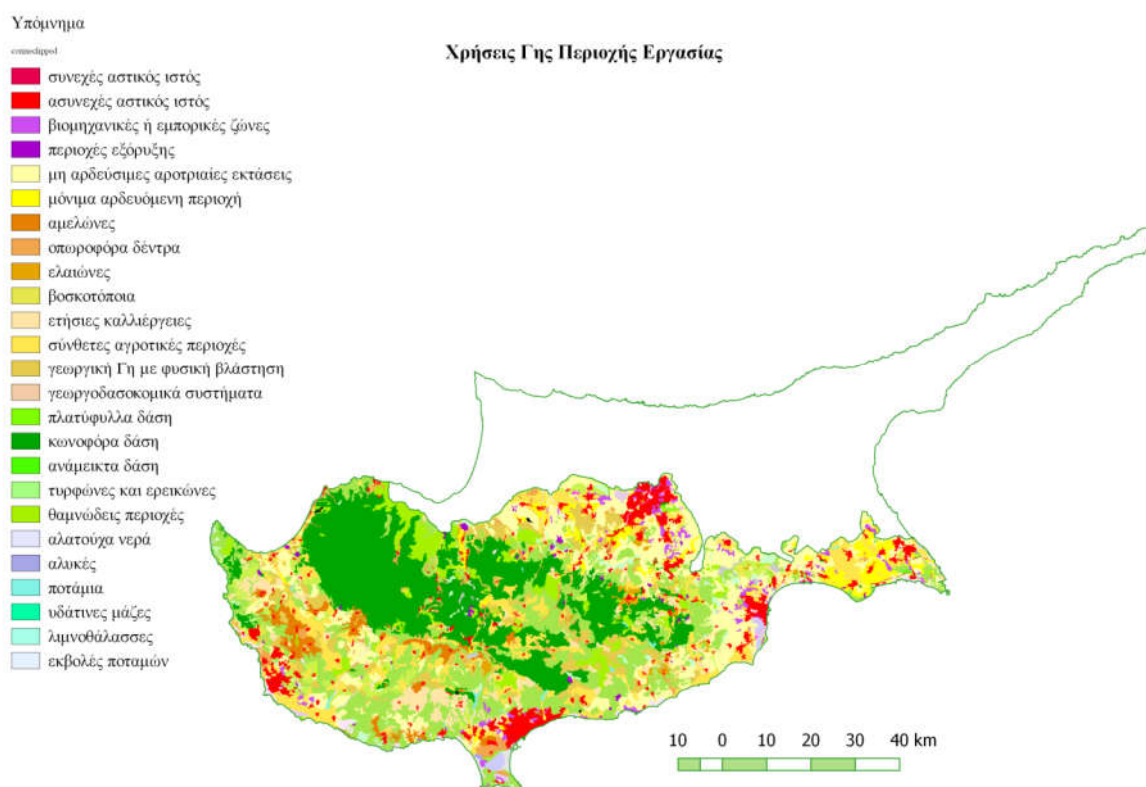 Υπόμνημα
Χρήσεις Γης Περιοχής Εργασίας
συνεχές αστικός ιστός
ασυνεχές αστικός ιστός
βιομηχανικές ή εμπορικές ζώνες
περιοχές εξόρυξης
μη αρδεύσιμες αροτριαίες εκτάσεις
μόνιμα αρδευόμενη περιοχή
αμελώνες
οπωροφόρα δέντρα
ελαιώνες
βοσκοτόποια
ετήσιες καλλιέργειες
σύνθετες αγροτικές περιοχές
γεωργική Γη με φυσική βλάστηση
γεωργοδασοκομικά συστήματα
πλατύφυλλα δάση
κωνοφόρα δάση
ανάμεικτα δάση
τυρφώνες και ερεικώνες
θαμνώδεις περιοχές
αλατούχα νερά
αλυκές
ποτάμια
υδάτινες μάζες
λιμνοθάλασσες
εκβολές ποταμών
10 0 10 20 30 40 km